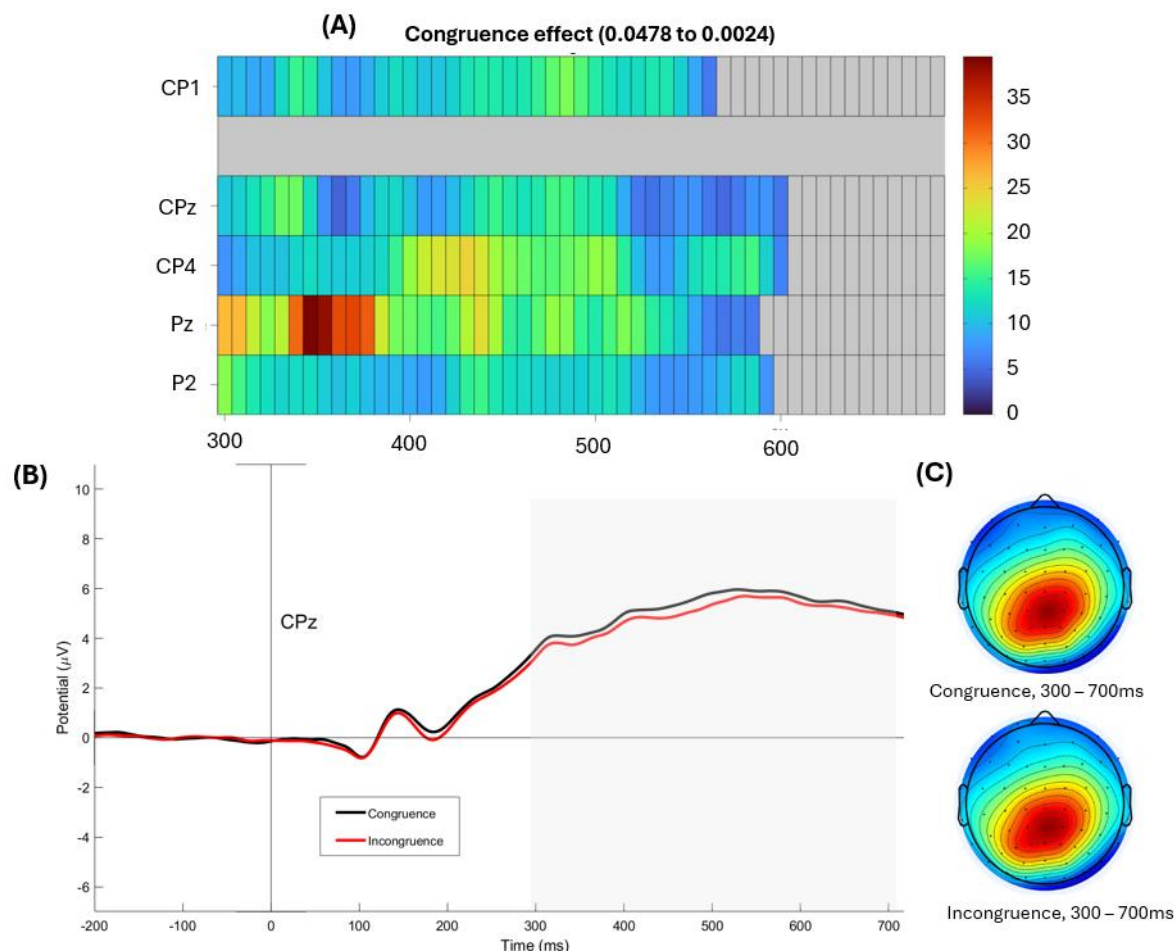 (A)
Congruence effect (0.0478 to 0.0024)
CP1
CPz
CP4
Pz
P2
300 400 500 600
35
30
25
20
15
10
5
0
(B)
10
8
6
4
2
0
-2
-4
-6
Potential (μV)
CPz
Congruence
Incongruence
-200 -100 0 100 200 300 400 500 600 700
Time (ms)
(C)
Congruence, 300 – 700ms
Incongruence, 300 – 700ms